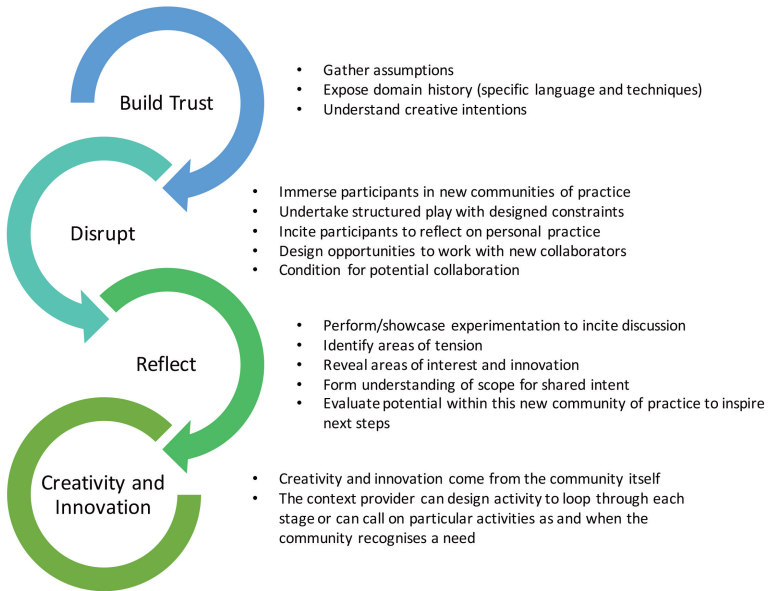 Build Trust
• Gather assumptions
• Expose domain history (specific language and techniques)
• Understand creative intentions
Disrupt
• Immerse participants in new communities of practice
• Undertake structured play with designed constraints
• Incite participants to reflect on personal practice
• Design opportunities to work with new collaborators
• Condition for potential collaboration
Reflect
• Perform/showcase experimentation to incite discussion
• Identify areas of tension
• Reveal areas of interest and innovation
• Form understanding of scope for shared intent
• Evaluate potential within this new community of practice to inspire
next steps
Creativity and
Innovation
• Creativity and innovation come from the community itself
• The context provider can design activity to loop through each
stage or can call on particular activities as and when the
community recognises a need